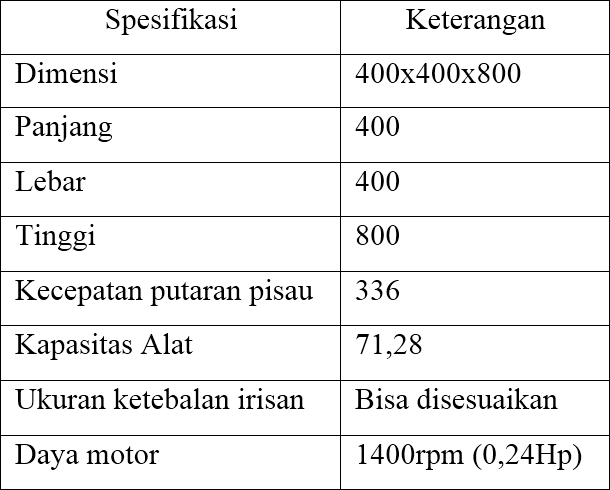 Spesifikasi Keterangan
Dimensi 400x400x800
Panjang 400
Lebar 400
Tinggi 800
Kecepatan putaran pisau 336
Kapasitas Alat 71,28
Ukuran ketebalan irisan Bisa disesuaikan
Daya motor 1400rpm (0,24Hp)